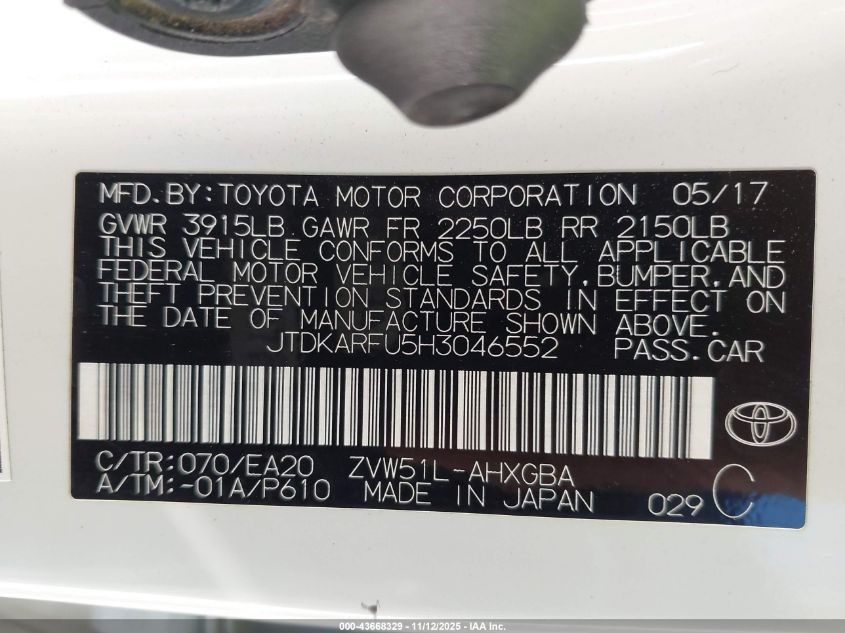 MFD.BY:TOYOTA MOTOR CORPORATION 05/17
GVWR 3915LB GAWR FR 2250LB RR 2150LB
THIS VEHICLE CONFORMS TO ALL APPLICABLE
FEDERAL MOTOR VEHICLE SAFETY,BUMPER,AND
THEFT PREVENTION STANDARDS IN EFFECT ON
THE DATE OF MANUFACTURE SHOWN ABOVE.
JTDKARFU5H3046552 PASS.CAR
C/TR:070/EA20 ZVW51L-AHXGBA
A/TM:-01A/P610 MADE IN JAPAN 029 C
000-43668329 - 11/12/2025 - IAA Inc.